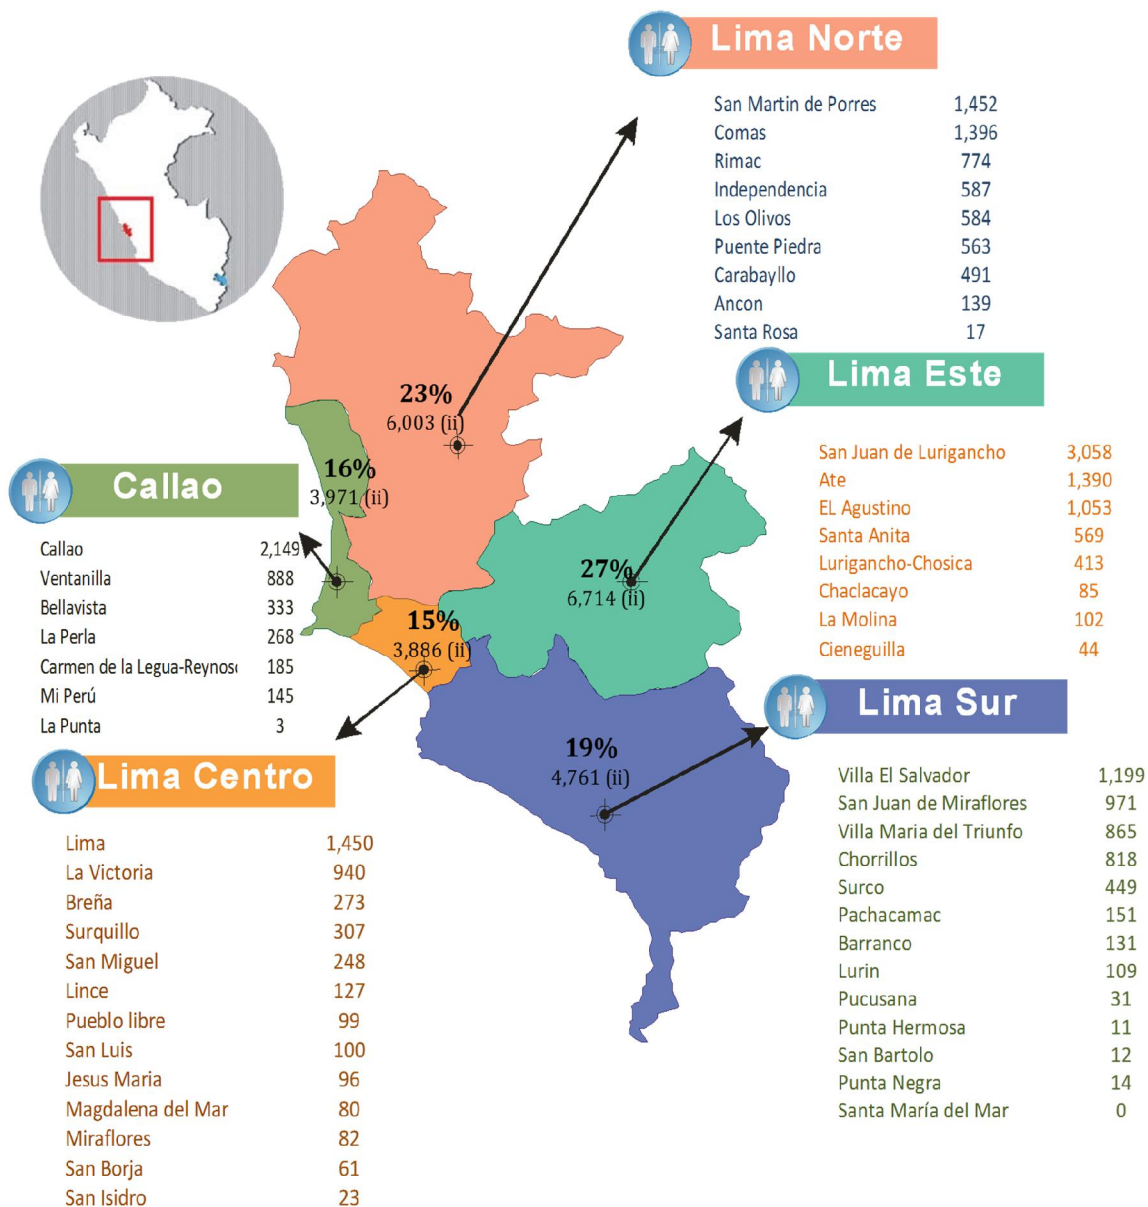 Lima Norte
San Martin de Porres 1,452
Comas 1,396
Rimac 774
Independencia 587
Los Olivos 584
Puente Piedra 563
Carabayllo 491
Ancon 139
Santa Rosa 17
Lima Este
San Juan de Lurigancho 3,058
Ate 1,390
EL Agustino 1,053
Santa Anita 569
Lurigancho-Chosica 413
Chaclacayo 85
La Molina 102
Cieneguilla 44
23%
6,003 (ii)
16%
3,971 (ii)
27%
6,714 (ii)
15%
3,886 (ii)
19%
4,761 (ii)
Callao
Callao 2,149
Ventanilla 888
Bellavista 333
La Perla 268
Carmen de la Legua-Reynoso 185
Mi Perú 145
La Punta 3
Lima Sur
Villa El Salvador 1,199
San Juan de Miraflores 971
Villa Maria del Triunfo 865
Chorrillos 818
Surco 449
Pachacamac 151
Barranco 131
Lurin 109
Pucusana 31
Punta Hermosa 11
San Bartolo 12
Punta Negra 14
Santa María del Mar 0
Lima Centro
Lima 1,450
La Victoria 940
Breña 273
Surquillo 307
San Miguel 248
Lince 127
Pueblo libre 99
San Luis 100
Jesus Maria 96
Magdalena del Mar 80
Miraflores 82
San Borja 61
San Isidro 23